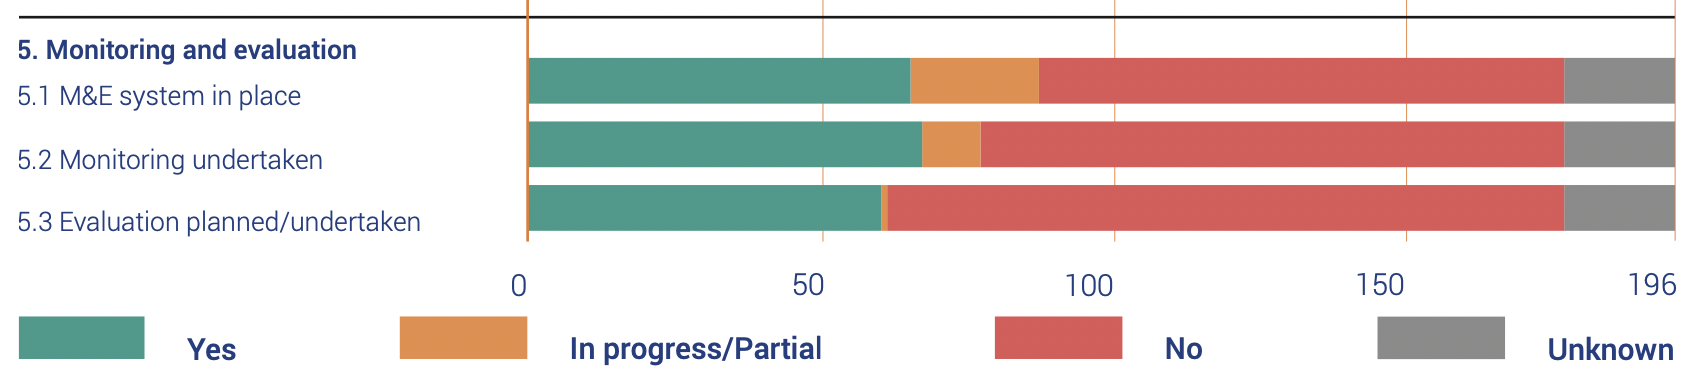 5. Monitoring and evaluation
5.1 M&E system in place
5.2 Monitoring undertaken
5.3 Evaluation planned/undertaken
0 50 100 150 196
Yes In progress/Partial No Unknown